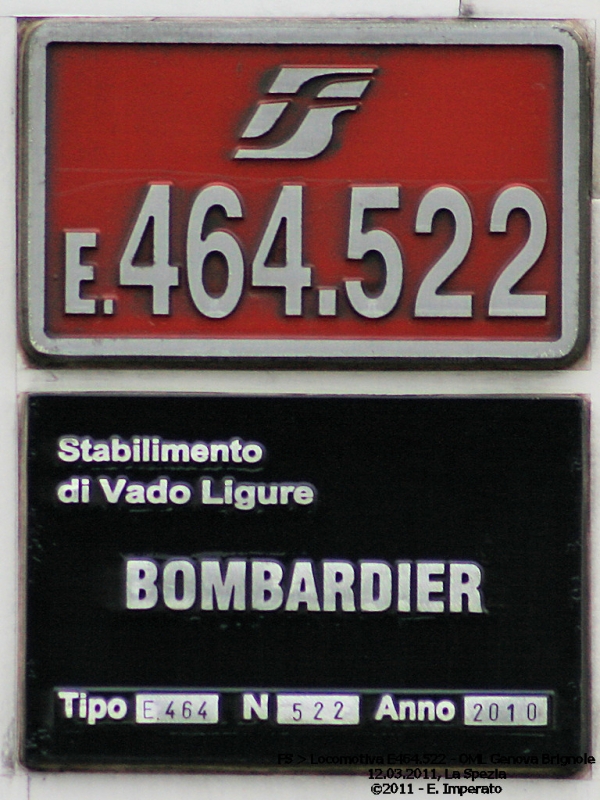 E.464.522
Stabilimento
di Vado Ligure
BOMBARDIER
Tipo E.464 N 522 Anno 2010
FS > Locomotiva E464.522 - OML Genova Brignole
12.03.2011, La Spezia
©2011 - E. Imperato